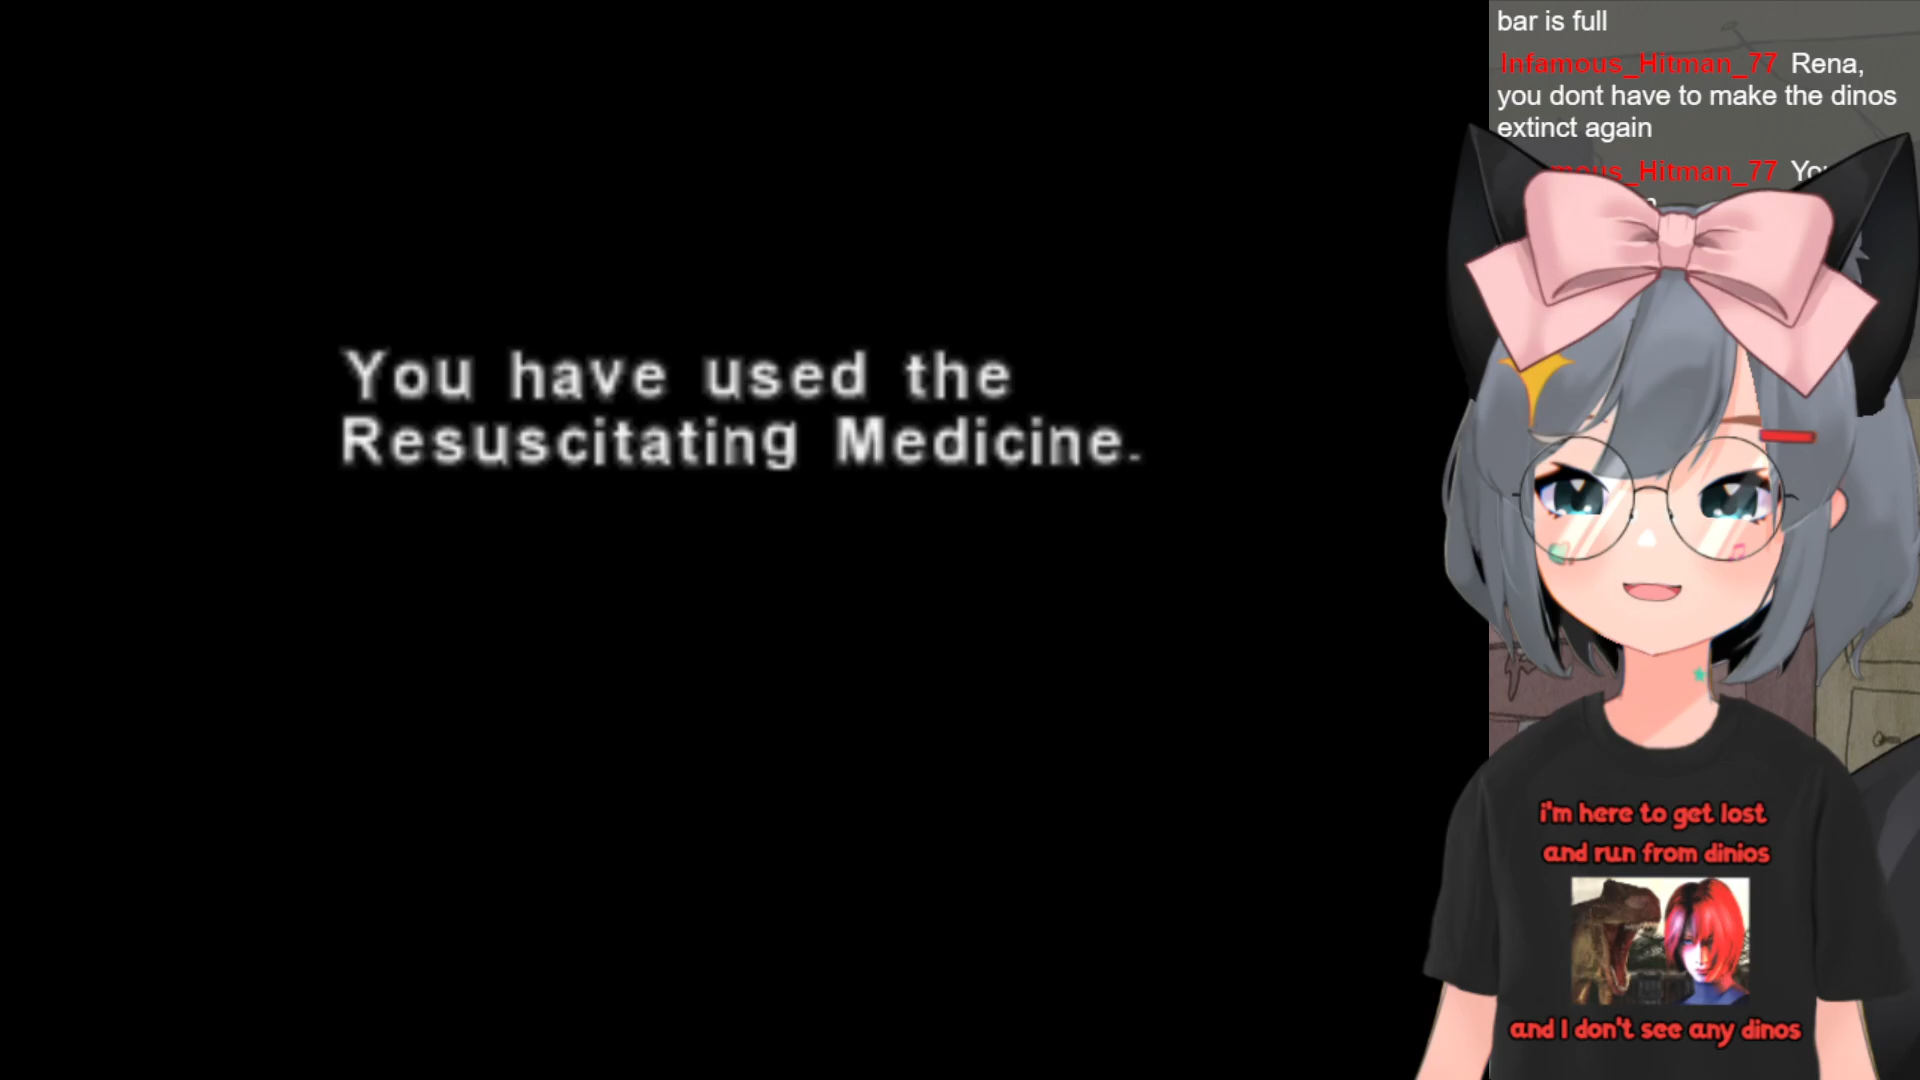 bar is full
Infamous_Hitman_77 Rena,
you dont have to make the dinos
extinct again
You have used the
Resuscitating Medicine.
i'm here to get lost
and run from dinios
and I don't see any dinos